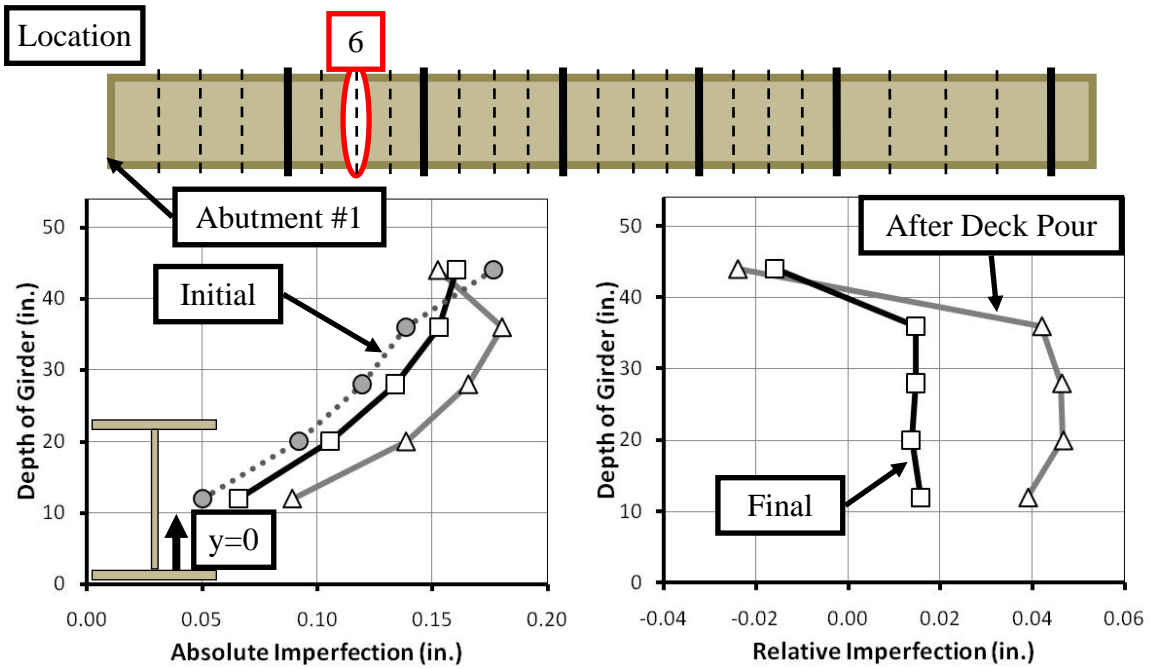 Location
6
Abutment #1
Initial
y=0
Depth of Girder (in.)
50
40
30
20
10
0
0.00 0.05 0.10 0.15 0.20
Absolute Imperfection (in.)
After Deck Pour
Final
Depth of Girder (in.)
50
40
30
20
10
0
-0.04 -0.02 0.00 0.02 0.04 0.06
Relative Imperfection (in.)